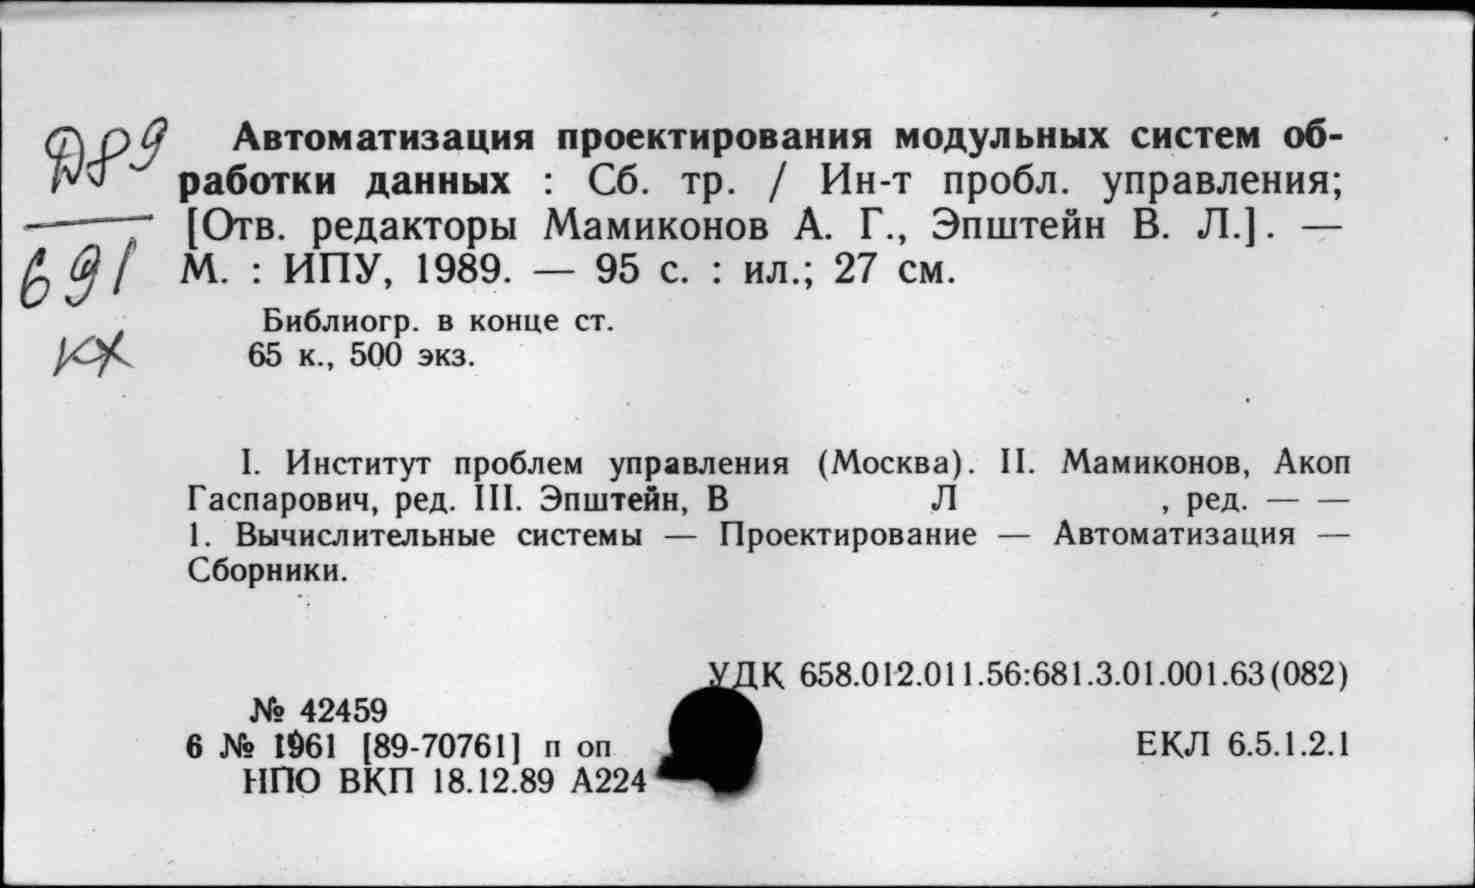 Д89
691
кх
Автоматизация проектирования модульных систем об-
работки данных : Сб. тр. / Ин-т пробл. управления;
[Отв. редакторы Мамиконов А. Г., Эпштейн В. Л.]. —
М. : ИПУ, 1989. — 95 с. : ил.; 27 см.
Библиогр. в конце ст.
65 к., 500 экз.
I. Институт проблем управления (Москва). II. Мамиконов, Акоп
Гаспарович, ред. III. Эпштейн, В Л , ред. — —
1. Вычислительные системы — Проектирование — Автоматизация —
Сборники.
УДК 658.012.011.56:681.3.01.001.63(082)
№ 42459
6 № 1961 [89-70761] п оп
ЕКЛ 6.5.1.2.1
НПО ВКП 18.12.89 А224